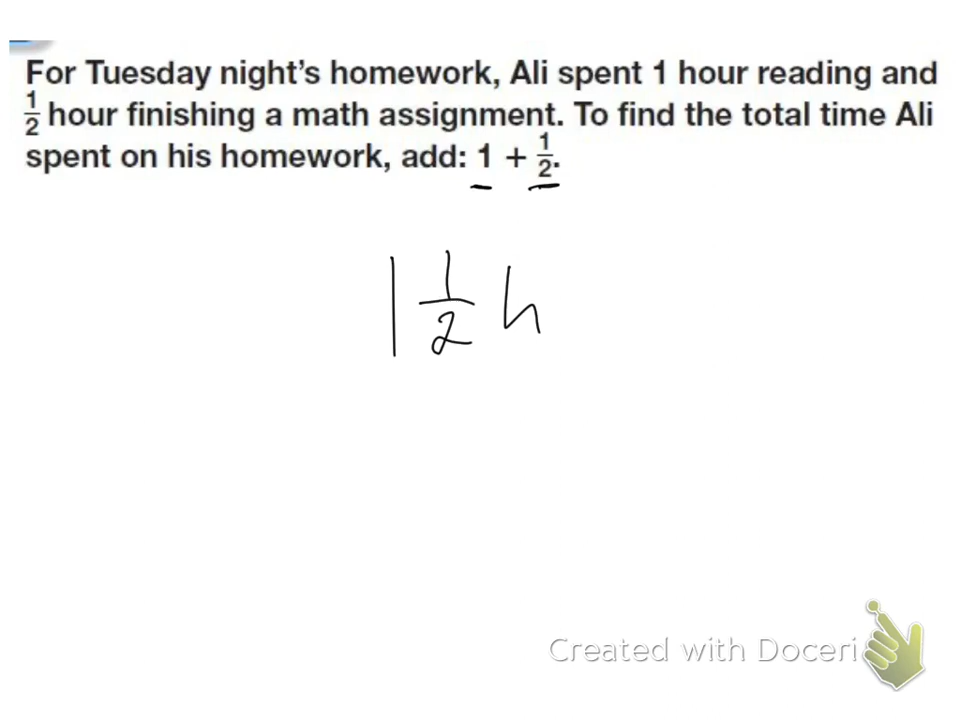 For Tuesday night's homework, Ali spent 1 hour reading and
1/2 hour finishing a math assignment. To find the total time Ali
spent on his homework, add: 1 + 1/2.
1 1/2 h
Created with Doceri